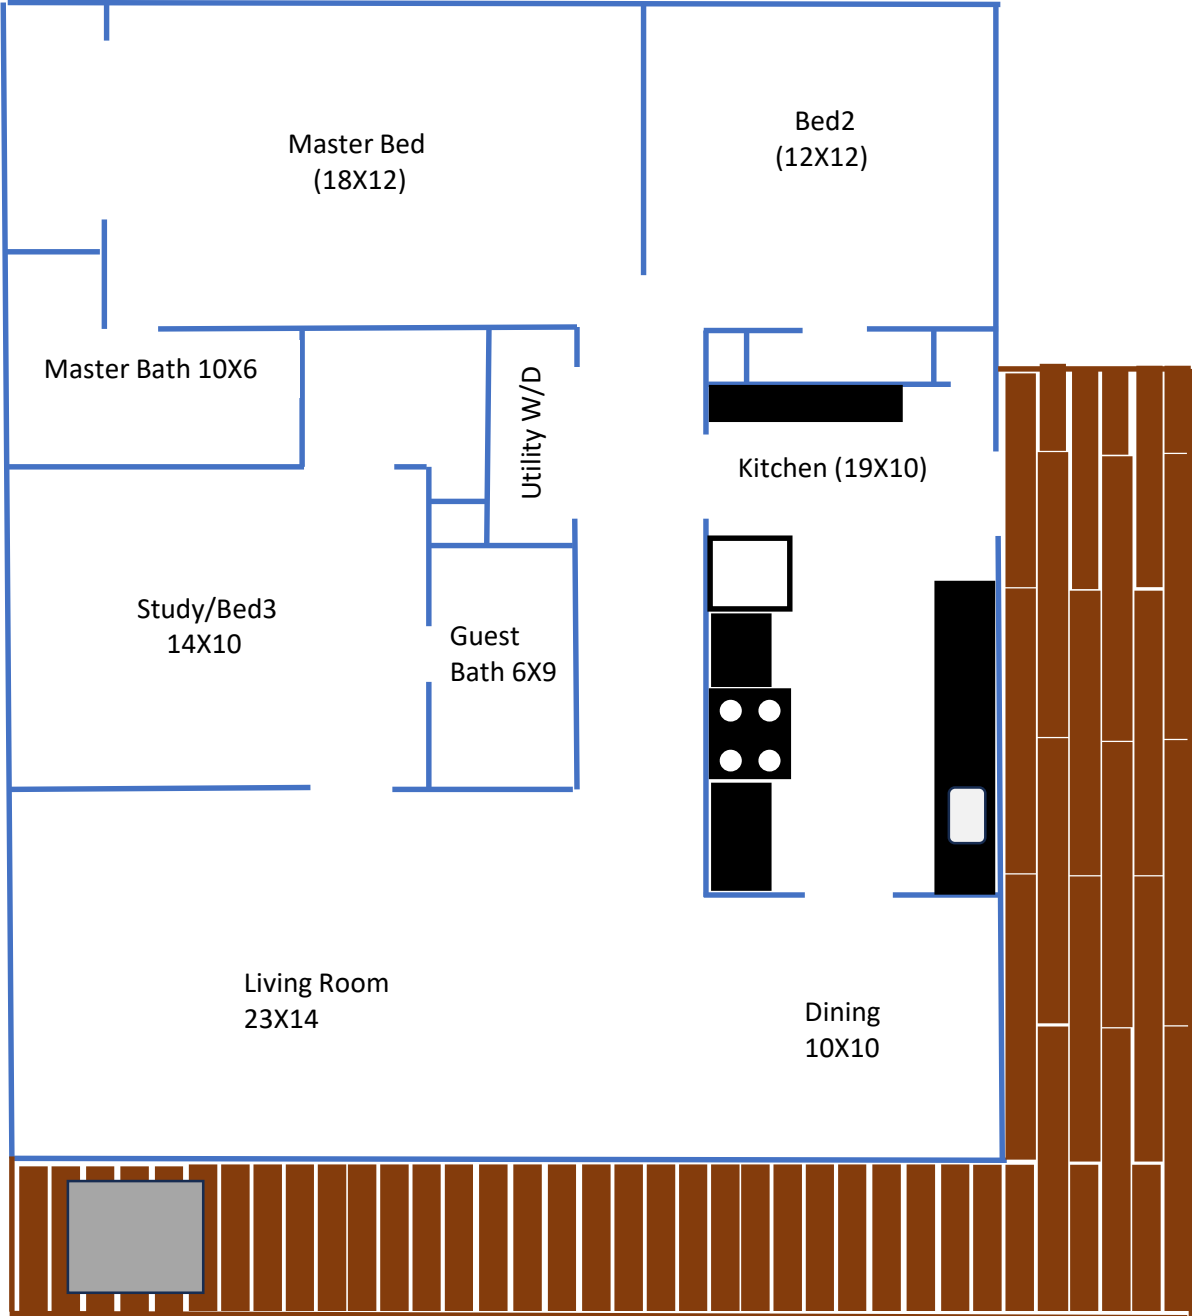 Master Bed
(18X12)
Bed2
(12X12)
Master Bath 10X6
Utility W/D
Kitchen (19X10)
Study/Bed3
14X10
Guest
Bath 6X9
Living Room
23X14
Dining
10X10